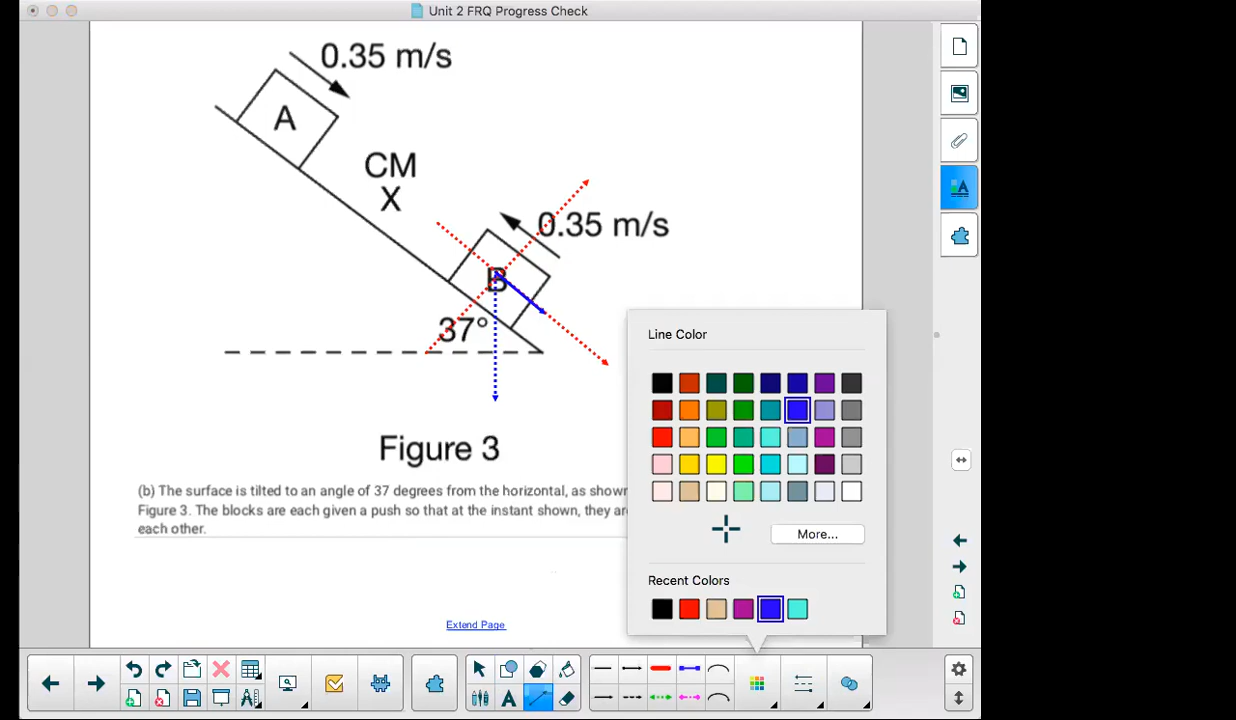 Unit 2 FRQ Progress Check
0.35 m/s
A
CM
X
0.35 m/s
B
37°
Figure 3
(b) The surface is tilted to an angle of 37 degrees from the horizontal, as shown
Figure 3. The blocks are each given a push so that at the instant shown, they are
each other.
Extend Page
Line Color
More...
Recent Colors
A
A